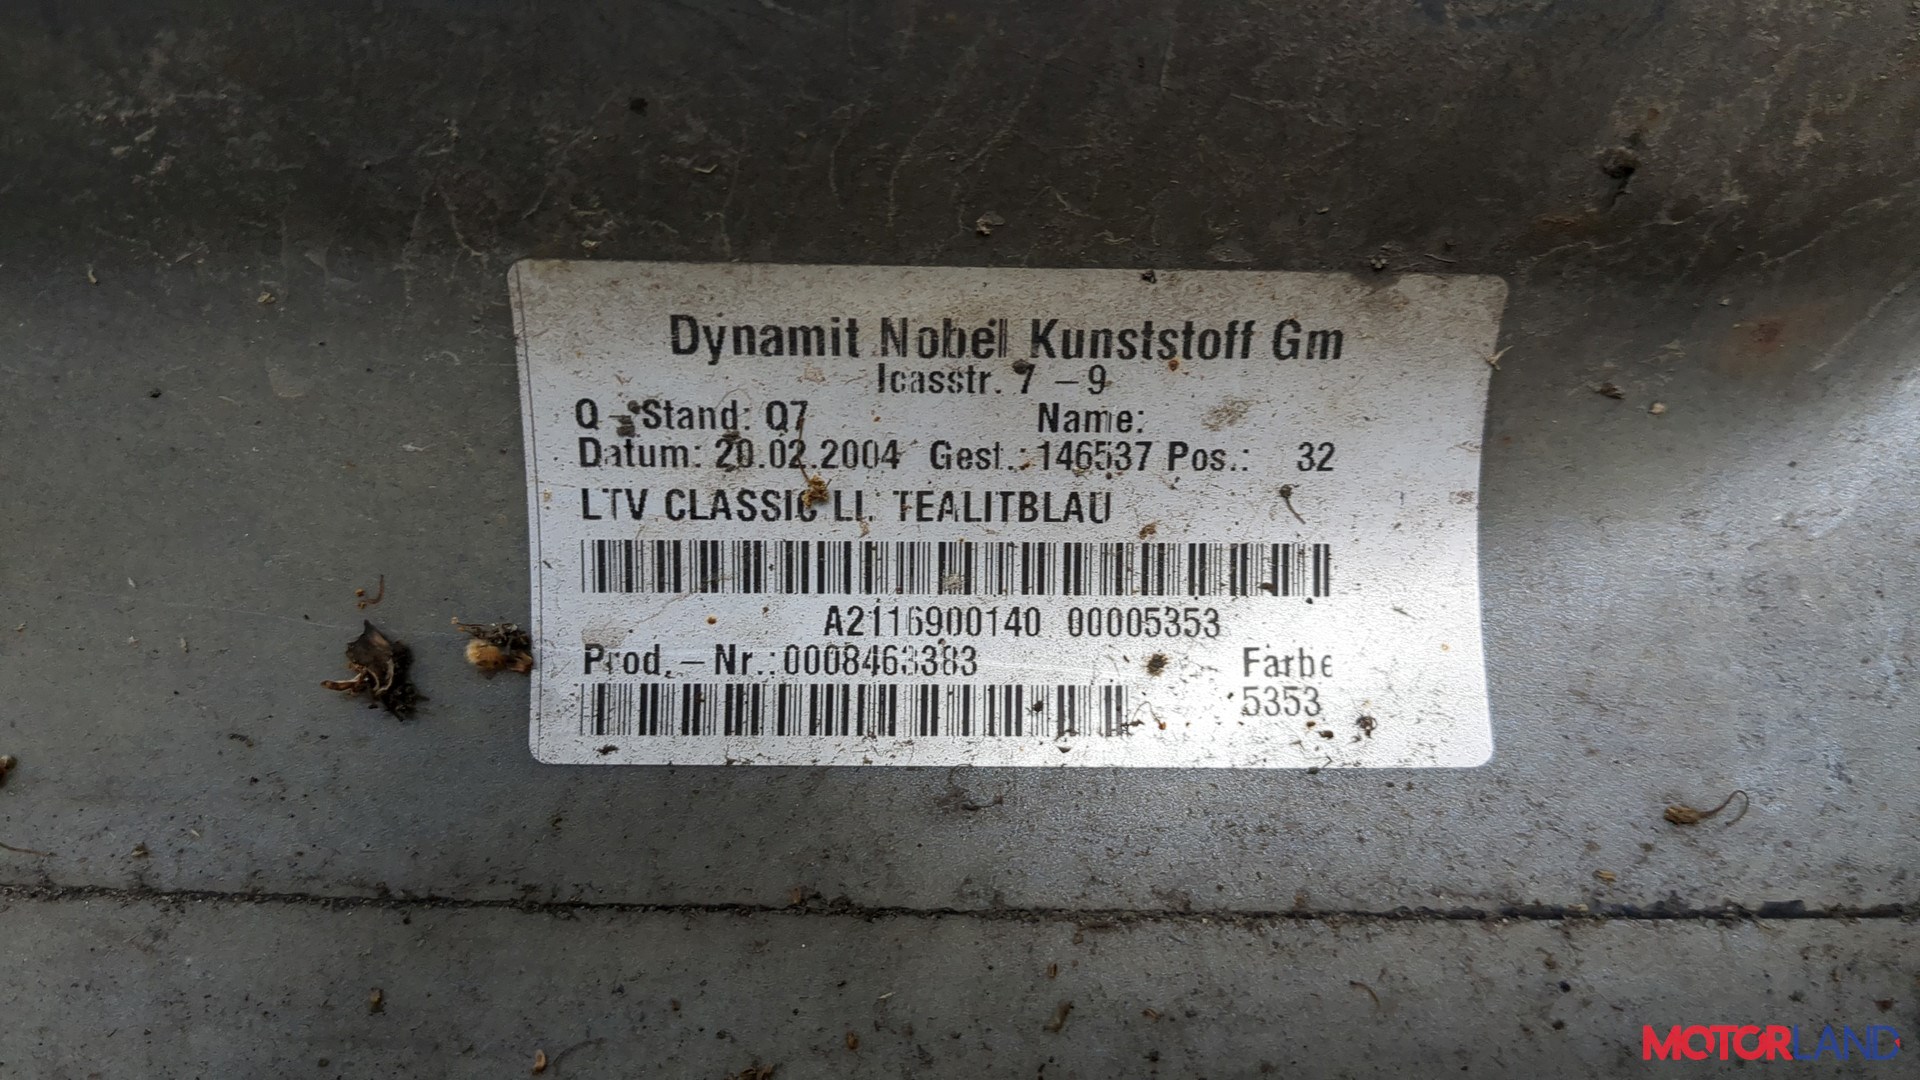 Dynamit Nobel Kunststoff Gm
Icasstr. 7 - 9
Q - Stand: Q7 Name:
Datum: 20.02.2004 Gest.: 146537 Pos.: 32
LTV CLASSIC LI. TEALITBLAU
A2116900140 00005353
Prod. - Nr.: 0008463383 Farbe
5353
MOTORLAND